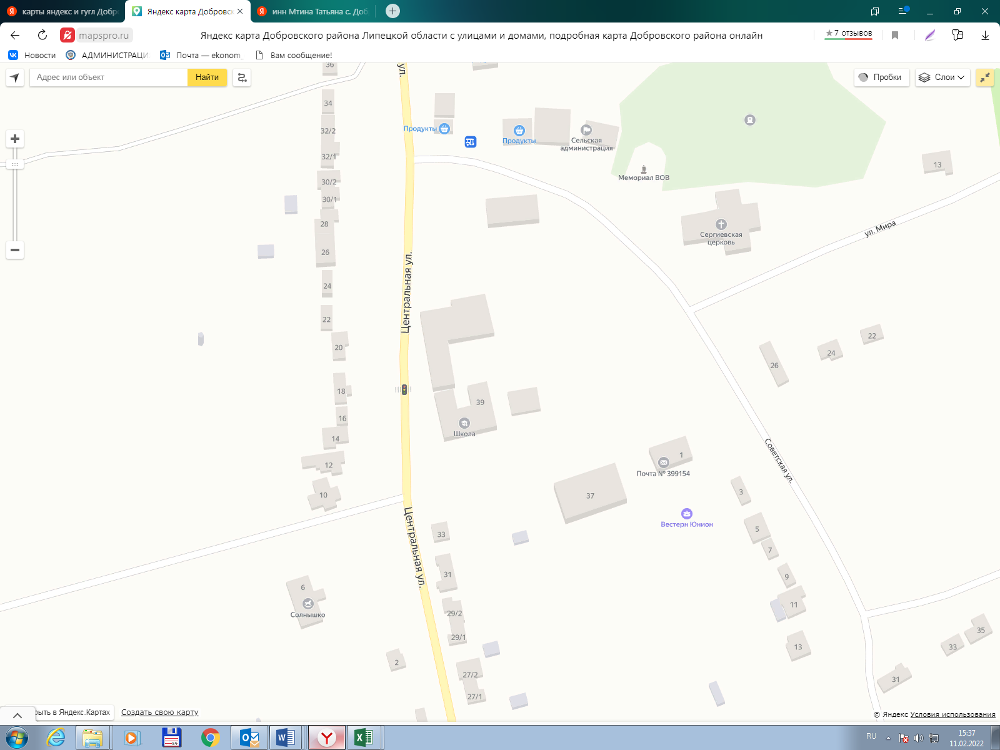 карты яндекс и гугл Добро
Яндекс карта Добровск
инн Мтина Татьяна с. Доб
mapspro.ru
Яндекс карта Добровского района Липецкой области с улицами и домами, подробная карта Добровского района онлайн
7 отзывов
Новости
АДМИНИСТРАЦИ
Почта — ekonom_
Вам сообщение!
Адрес или объект
Найти
Пробки
Слои
36
ул.
34
32/2
Продукты
Продукты
Сельская
администрация
32/1
Мемориал ВОВ
13
30/2
30/1
28
Сергиевская
церковь
ул. Мира
26
Центральная ул.
24
22
20
22
24
26
18
39
16
Школа
14
12
1
Почта № 399154
Советская ул.
10
37
3
Вестерн Юнион
Центральная ул.
33
5
7
31
9
6
Солнышко
11
29/2
29/1
35
33
13
2
27/2
31
27/1
рыть в Яндекс.Картах
Создать свою карту
© Яндекс Условия использования
64
RU
15:37
11.02.2022